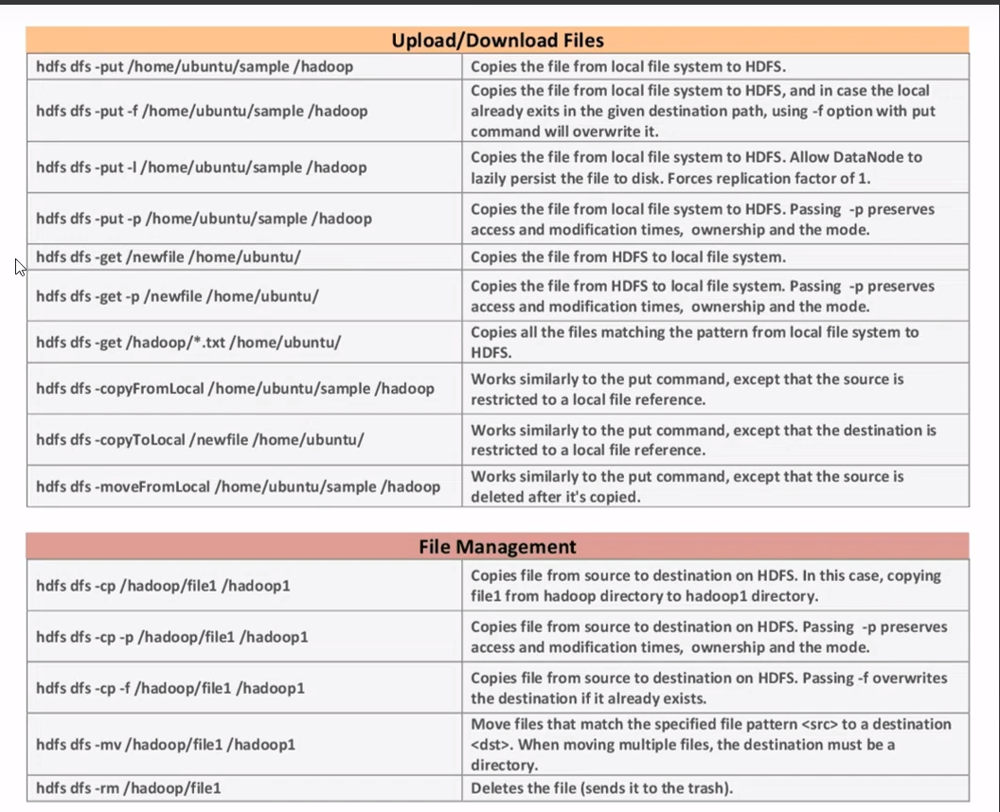 Upload/Download Files
hdfs dfs -put /home/ubuntu/sample /hadoop
Copies the file from local file system to HDFS.
hdfs dfs -put -f /home/ubuntu/sample /hadoop
Copies the file from local file system to HDFS, and in case the local
already exits in the given destination path, using -f option with put
command will overwrite it.
hdfs dfs -put -l /home/ubuntu/sample /hadoop
Copies the file from local file system to HDFS. Allow DataNode to
lazily persist the file to disk. Forces replication factor of 1.
hdfs dfs -put -p /home/ubuntu/sample /hadoop
Copies the file from local file system to HDFS. Passing -p preserves
access and modification times, ownership and the mode.
hdfs dfs -get /newfile /home/ubuntu/
Copies the file from HDFS to local file system.
hdfs dfs -get -p /newfile /home/ubuntu/
Copies the file from HDFS to local file system. Passing -p preserves
access and modification times, ownership and the mode.
hdfs dfs -get /hadoop/*.txt /home/ubuntu/
Copies all the files matching the pattern from local file system to
HDFS.
hdfs dfs -copyFromLocal /home/ubuntu/sample /hadoop
Works similarly to the put command, except that the source is
restricted to a local file reference.
hdfs dfs -copyToLocal /newfile /home/ubuntu/
Works similarly to the put command, except that the destination is
restricted to a local file reference.
hdfs dfs -moveFromLocal /home/ubuntu/sample /hadoop
Works similarly to the put command, except that the source is
deleted after it's copied.
File Management
hdfs dfs -cp /hadoop/file1 /hadoop1
Copies file from source to destination on HDFS. In this case, copying
file1 from hadoop directory to hadoop1 directory.
hdfs dfs -cp -p /hadoop/file1 /hadoop1
Copies file from source to destination on HDFS. Passing -p preserves
access and modification times, ownership and the mode.
hdfs dfs -cp -f /hadoop/file1 /hadoop1
Copies file from source to destination on HDFS. Passing -f overwrites
the destination if it already exists.
hdfs dfs -mv /hadoop/file1 /hadoop1
Move files that match the specified file pattern <src> to a destination
<dst>. When moving multiple files, the destination must be a
directory.
hdfs dfs -rm /hadoop/file1
Deletes the file (sends it to the trash).